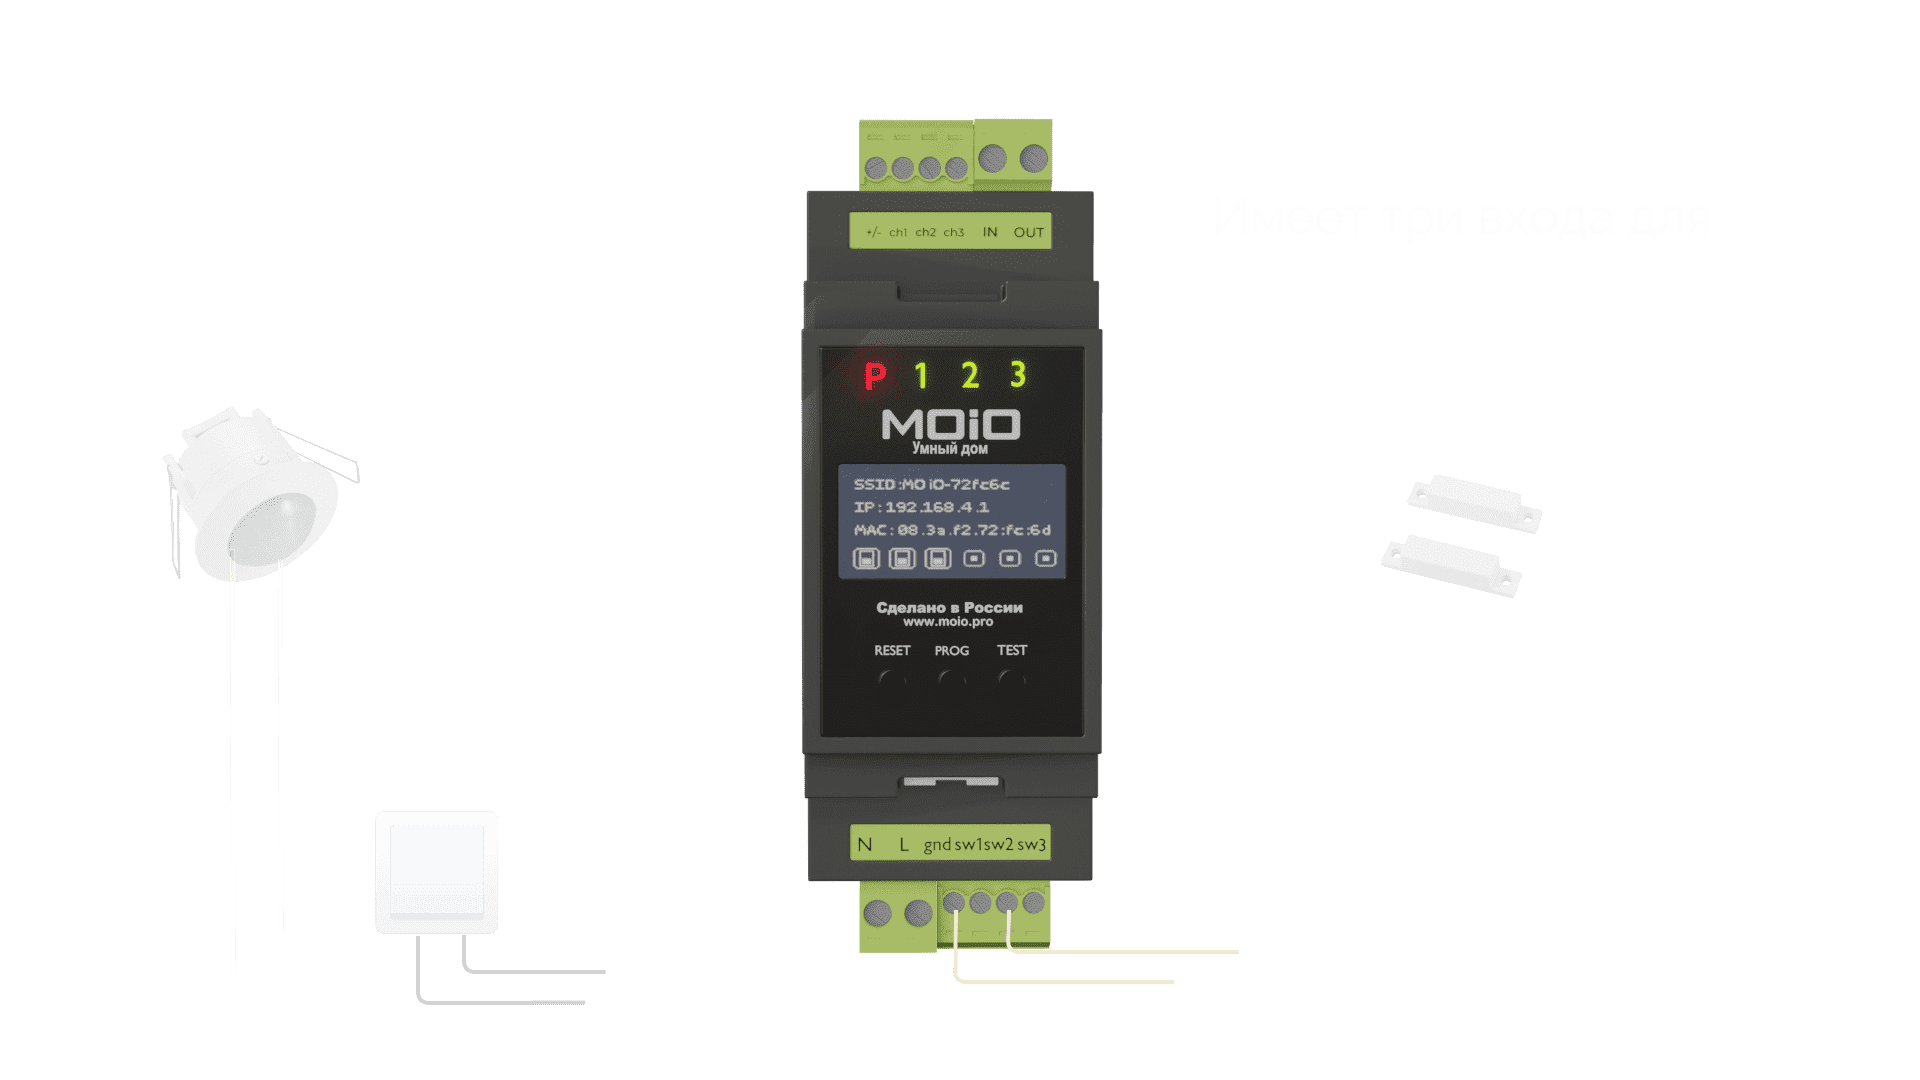 Имеет три входа для
+/- ch1 ch2 ch3 IN OUT
P 1 2 3
MOiO
Умный дом
SSID:MOiO-72fc6c
IP:192.168.4.1
MAC:08.3a.f2.72:fc:6d
Сделано в России
www.moio.pro
RESET PROG TEST
N L gnd sw1 sw2 sw3